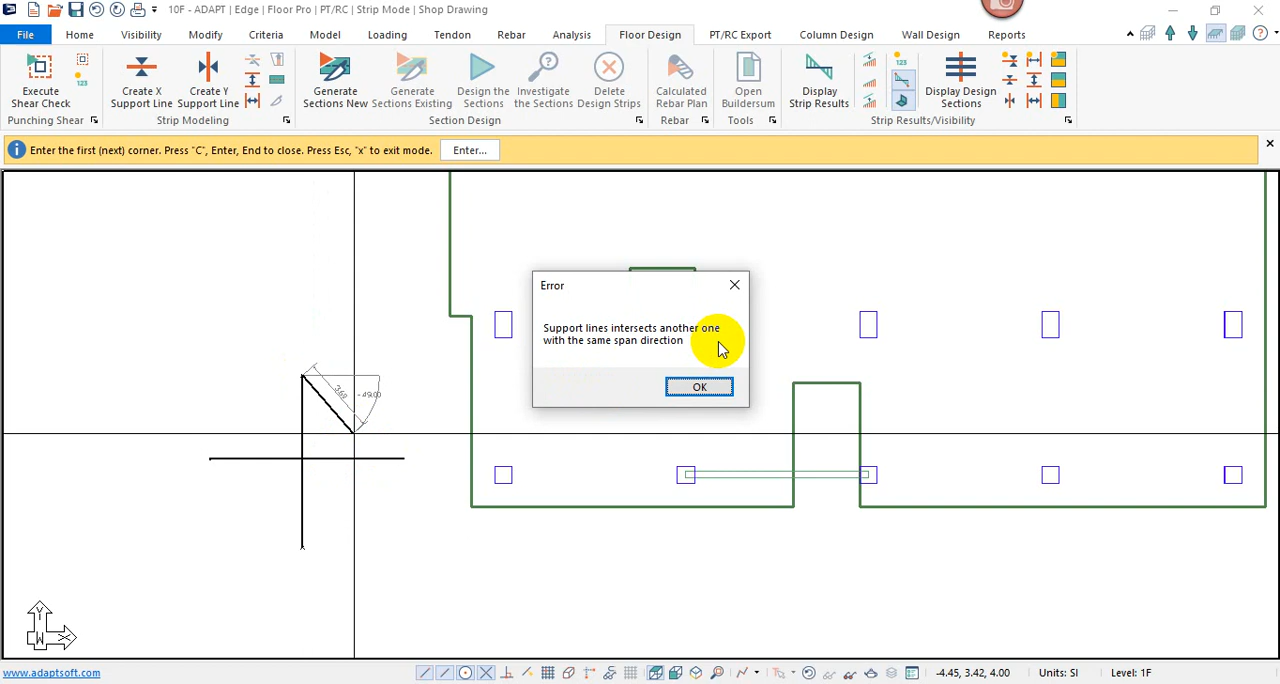 10F - ADAPT | Edge | Floor Pro | PT/RC | Strip Mode | Shop Drawing
File Home Visibility Modify Criteria Model Loading Tendon Rebar Analysis Floor Design PT/RC Export Column Design Wall Design Reports
Execute Shear Check
Create X Support Line
Create Y Support Line
Generate Sections New
Generate Sections Existing
Design the Sections
Investigate the Sections
Delete Design Strips
Calculated Rebar Plan
Open Buildersum
Display Strip Results
Display Design Sections
Punching Shear
Strip Modeling
Section Design
Rebar
Tools
Strip Results/Visibility
Enter the first (next) corner. Press "C", Enter, End to close. Press Esc, "x" to exit mode. Enter...
Error
Support lines intersects another one
with the same span direction
OK
3.60
-49.00
Y
W X
www.adaptsoft.com -4.45, 3.42, 4.00 Units: SI Level: 1F